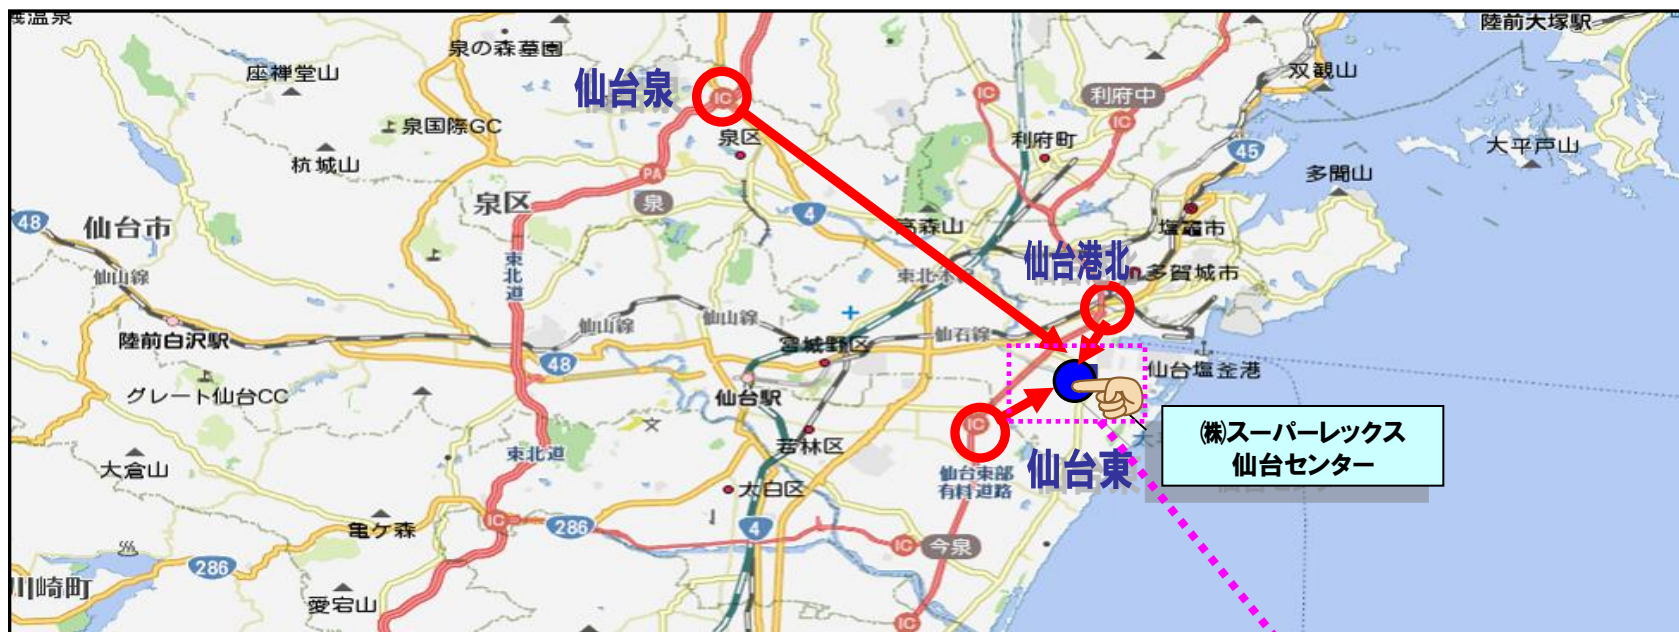 陸前大塚駅
泉の森墓園
座禅堂山
双観山
仙台泉
IC
IC
利府中
IC
泉国際GC
泉区
利府町
45
大平戸山
杭城山
PA
多聞山
泉区
泉
4
48
仙台市
高森山
塩竈市
仙台港北
多賀城市
仙山線
東北道
仙山線
仙山線
仙石線
陸前白沢駅
宮城野区
48
仙台塩釜港
グレート仙台CC
仙台駅
IC
㈱スーパーレックス
仙台センター
若林区
東北道
大倉山
仙台東部
有料道路
仙台東
太白区
亀ケ森
IC
286
4
IC
今泉
286
川崎町
愛宕山
IC